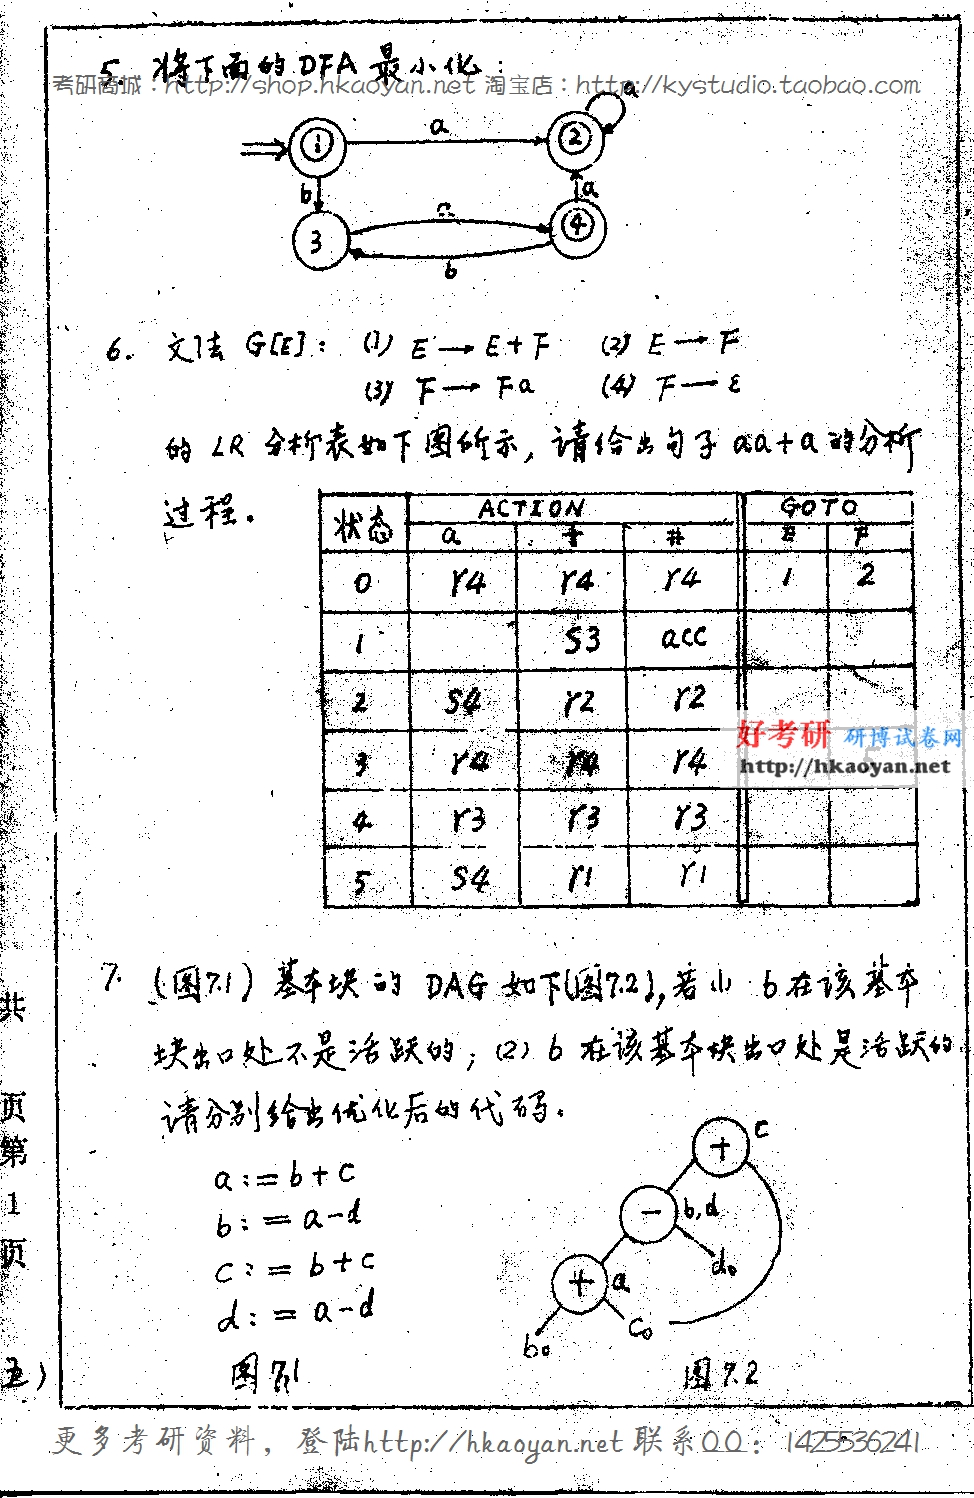 5. 将下面的DFA最小化:
考研商城：http://shop.hkaoyan.net 淘宝店：http://kystudio.taobao.com
a
1 a 2
b a
3 a 4
b
6. 文法 G[E]: (1) E→E+F (2) E→F
(3) F→Fa (4) F→ε
的LR分析表如下图所示, 请给出句子 aa+a 的分析
过程.
状态 ACTION GOTO
a + # E F
0 r4 r4 r4 1 2
1 S3 acc
2 S4 r2 r2
好考研 研博试卷网
3 r4 r4 r4 5
http://hkaoyan.net
4 r3 r3 r3
5 S4 r1 r1
7. (图7.1) 基本块的 DAG 如下(图7.2), 若(1) b在该基本
块出口处不是活跃的; (2) b 在该基本块出口处是活跃的.
请分别给出优化后的代码.
共
页
第
1
页
五)
a:=b+c
b:=a-d
c:=b+c
d:=a-d
图7.1
+ c
- b,d
+ a d0
b0 c0
图7.2
更多考研资料，登陆http://hkaoyan.net 联系QQ：1425536241